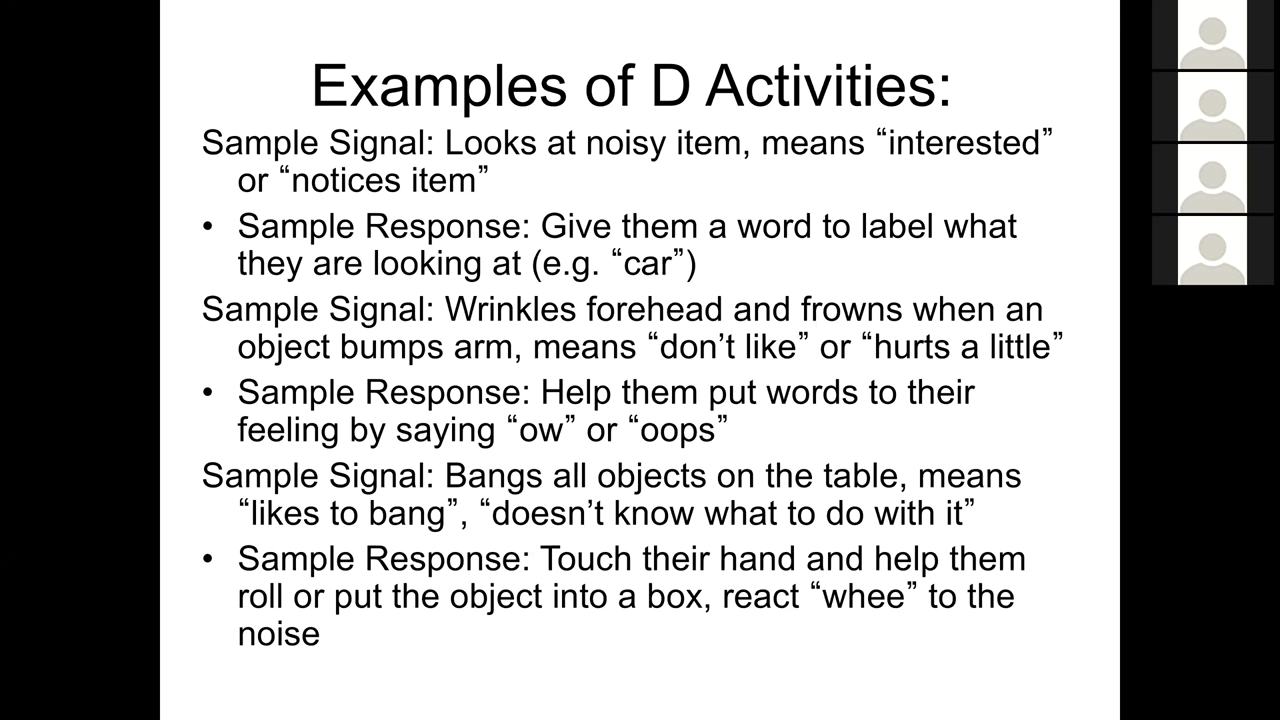 Examples of D Activities:
Sample Signal: Looks at noisy item, means “interested”
or “notices item”
• Sample Response: Give them a word to label what
they are looking at (e.g. “car”)
Sample Signal: Wrinkles forehead and frowns when an
object bumps arm, means “don’t like” or “hurts a little”
• Sample Response: Help them put words to their
feeling by saying “ow” or “oops”
Sample Signal: Bangs all objects on the table, means
“likes to bang”, “doesn’t know what to do with it”
• Sample Response: Touch their hand and help them
roll or put the object into a box, react “whee” to the
noise